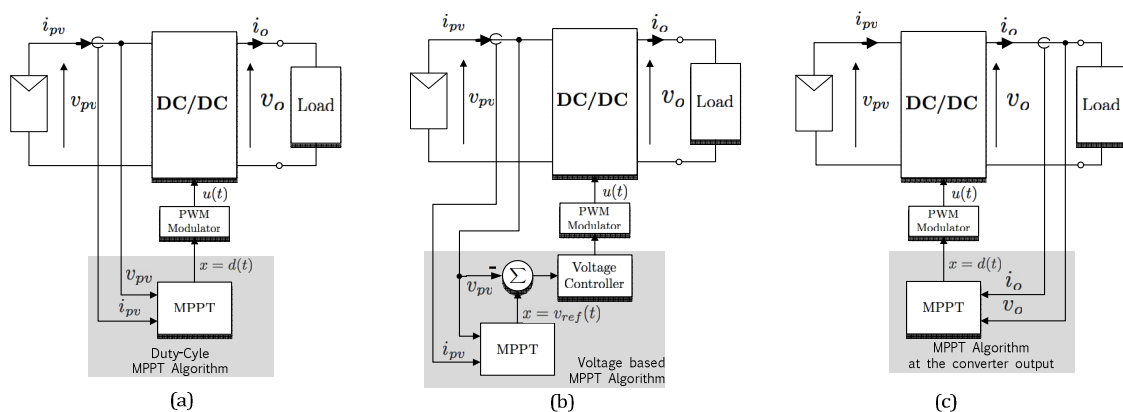 i_pv
i_o
v_pv
DC/DC
v_o
Load
u(t)
PWM
Modulator
x = d(t)
v_pv
i_pv
MPPT
Duty-Cyle
MPPT Algorithm
(a)
i_pv
i_o
v_pv
DC/DC
v_o
Load
u(t)
PWM
Modulator
-
Σ
v_pv
Voltage
Controller
x = v_ref(t)
i_pv
MPPT
Voltage based
MPPT Algorithm
(b)
i_pv
i_o
v_pv
DC/DC
v_o
Load
u(t)
PWM
Modulator
x = d(t)
i_o
v_o
MPPT
MPPT Algorithm
at the converter output
(c)